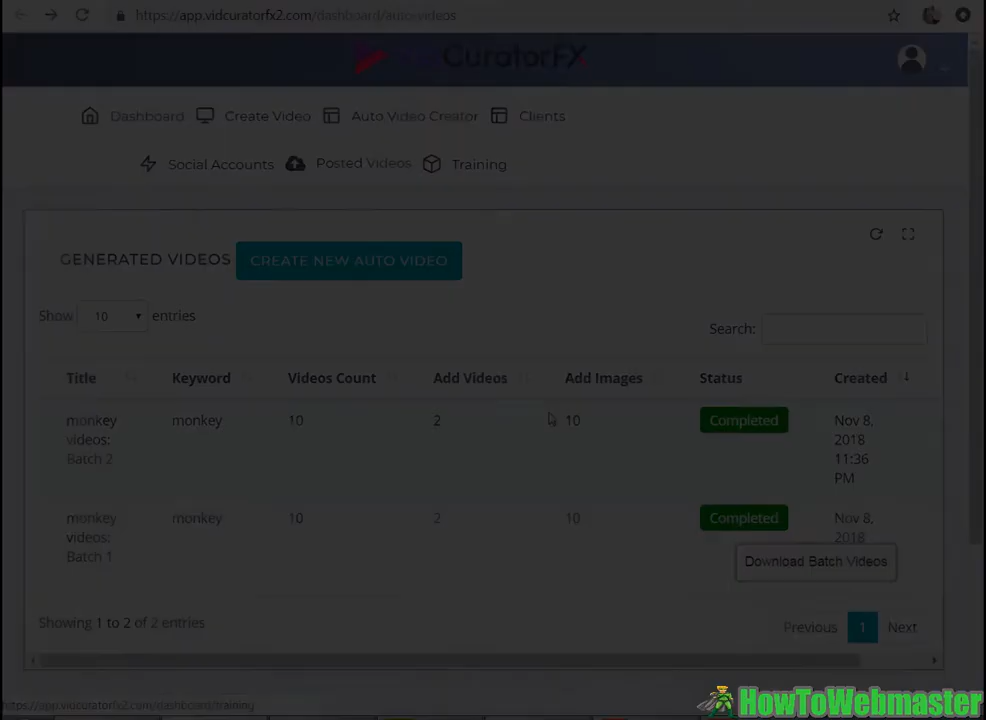 https://app.vidcuratorfx2.com/dashboard/auto-videos
CuratorFX
Dashboard Create Video Auto Video Creator Clients
Social Accounts Posted Videos Training
GENERATED VIDEOS CREATE NEW AUTO VIDEO
Show 10 entries
Search:
Title Keyword Videos Count Add Videos Add Images Status Created
monkey videos: Batch 2 monkey 10 2 10 Completed Nov 8, 2018 11:36 PM
monkey videos: Batch 1 monkey 10 2 10 Completed Nov 8, 2018
Download Batch Videos
Showing 1 to 2 of 2 entries
Previous 1 Next
https://app.vidcuratorfx2.com/dashboard/training
HowToWebmaster